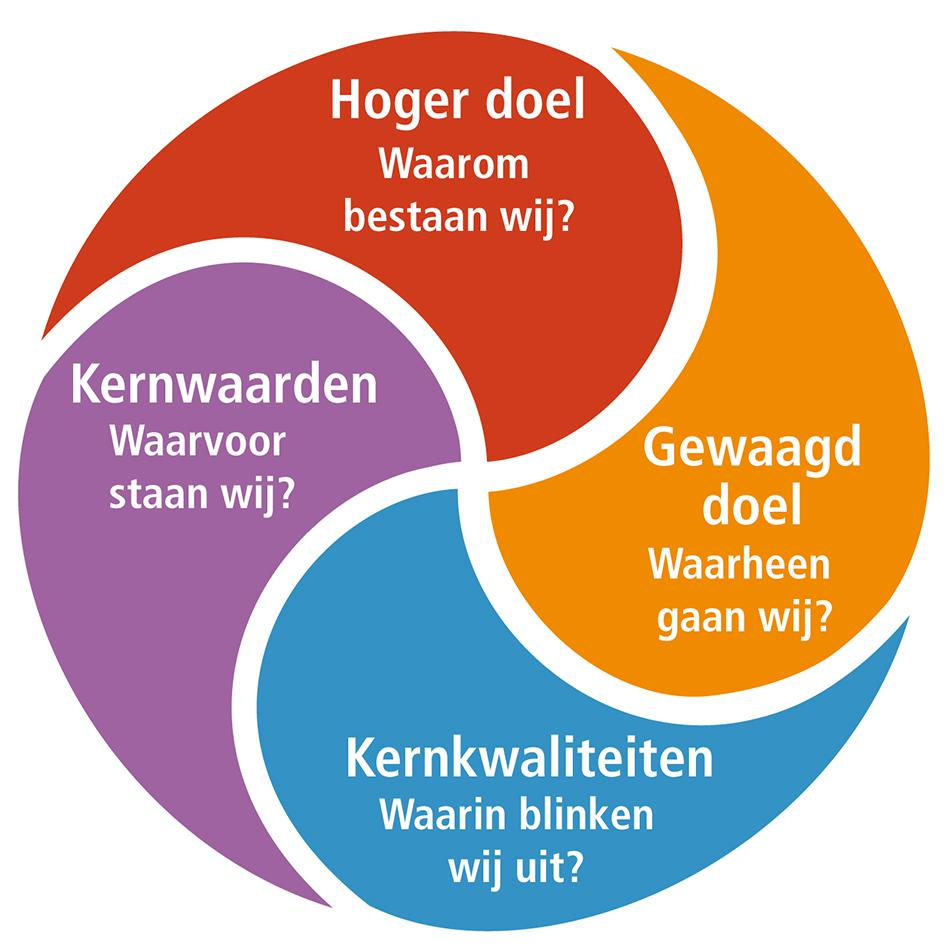 Hoger doel
Waarom
bestaan wij?
Kernwaarden
Waarvoor
staan wij?
Gewaagd
doel
Waarheen
gaan wij?
Kernkwaliteiten
Waarin blinken
wij uit?